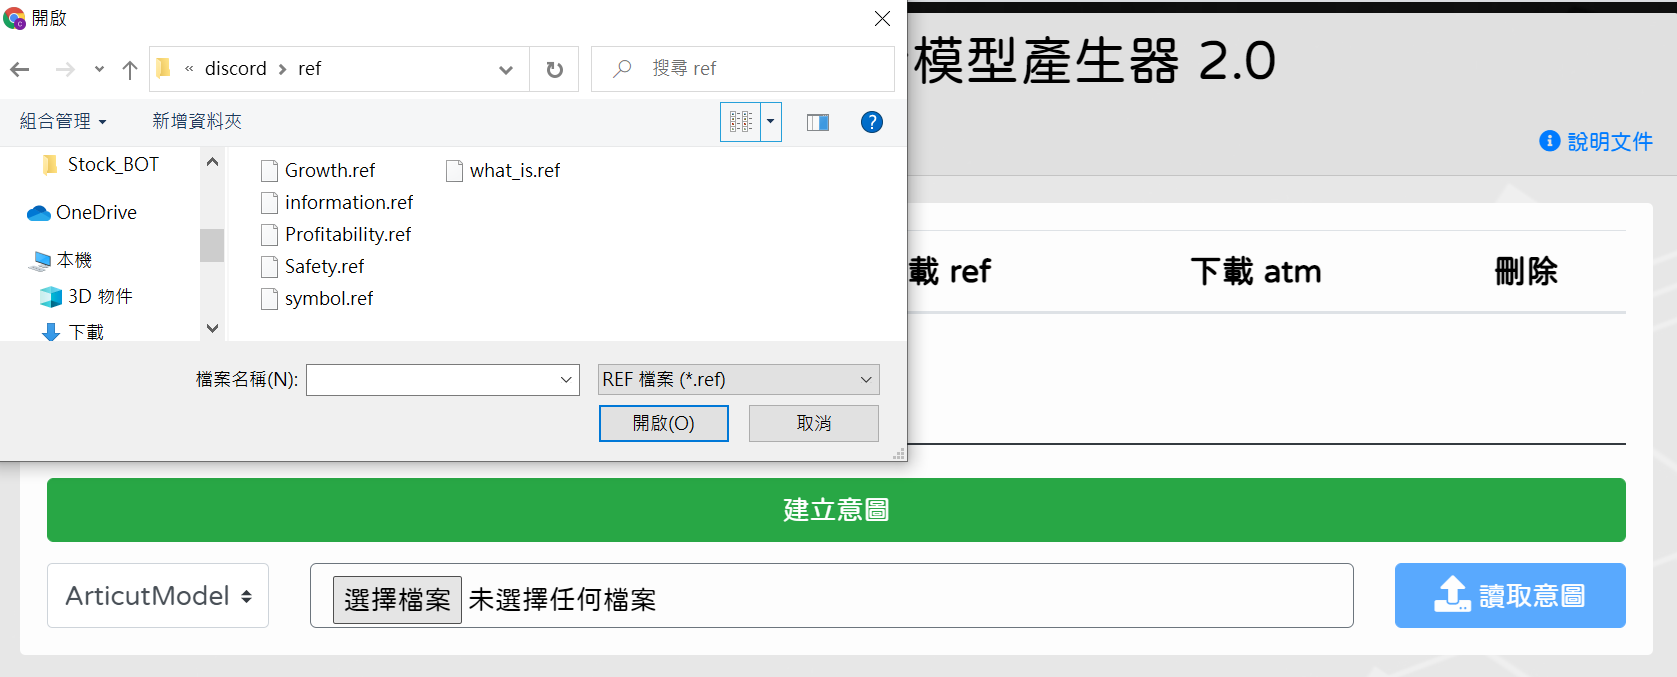 開啟
« discord › ref
搜尋 ref
組合管理
新增資料夾
Stock_BOT
OneDrive
本機
3D 物件
下載
Growth.ref
information.ref
Profitability.ref
Safety.ref
symbol.ref
what_is.ref
檔案名稱(N):
REF 檔案 (*.ref)
開啟(O)
取消
模型產生器 2.0
說明文件
載 ref
下載 atm
刪除
建立意圖
ArticutModel
選擇檔案 未選擇任何檔案
讀取意圖